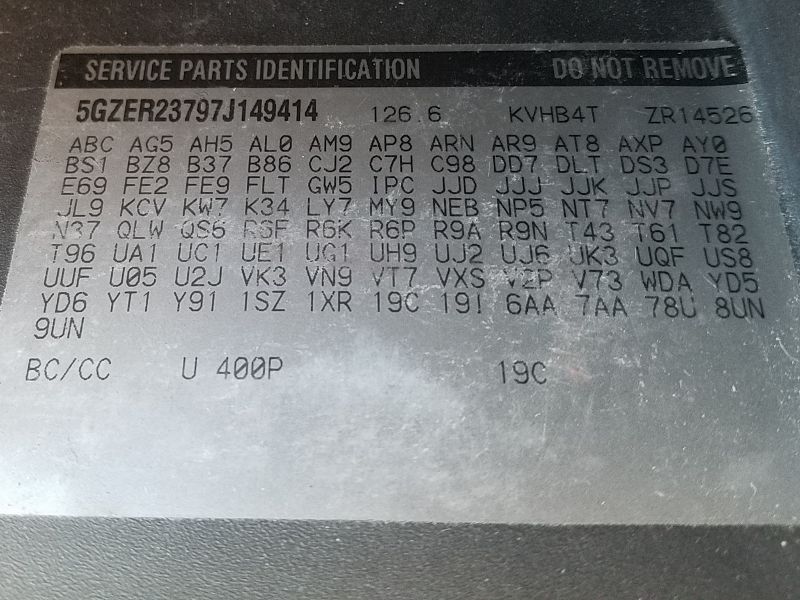 SERVICE PARTS IDENTIFICATION DO NOT REMOVE
5GZER23797J149414 126.6 KVHB4T ZR14526
ABC AG5 AH5 AL0 AM9 AP8 ARN AR9 AT8 AXP AY0
BS1 BZ8 B37 B86 CJ2 C7H C98 DD7 DLT DS3 D7E
E69 FE2 FE9 FLT GW5 IPC JJD JJJ JJK JJP JJS
JL9 KCV KW7 K34 LY7 MY9 NEB NP5 NT7 NV7 NW9
N37 QLW QS6 R6F R6K R6P R9A R9N T43 T61 T82
T96 UA1 UC1 UE1 UG1 UH9 UJ2 UJ6 UK3 UQF US8
UUF U05 U2J VK3 VN9 VT7 VXS V2P V73 WDA YD5
YD6 YT1 Y91 1SZ 1XR 19C 19I 6AA 7AA 78U 8UN
9UN
BC/CC U 400P 19C